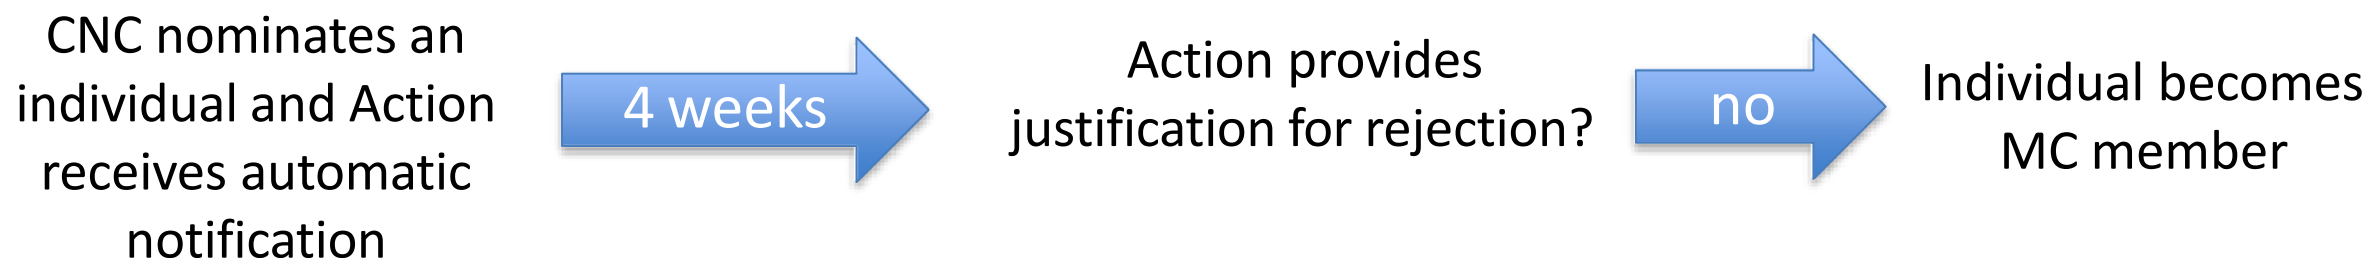 CNC nominates an
individual and Action
receives automatic
notification
4 weeks
Action provides
justification for rejection?
no
Individual becomes
MC member